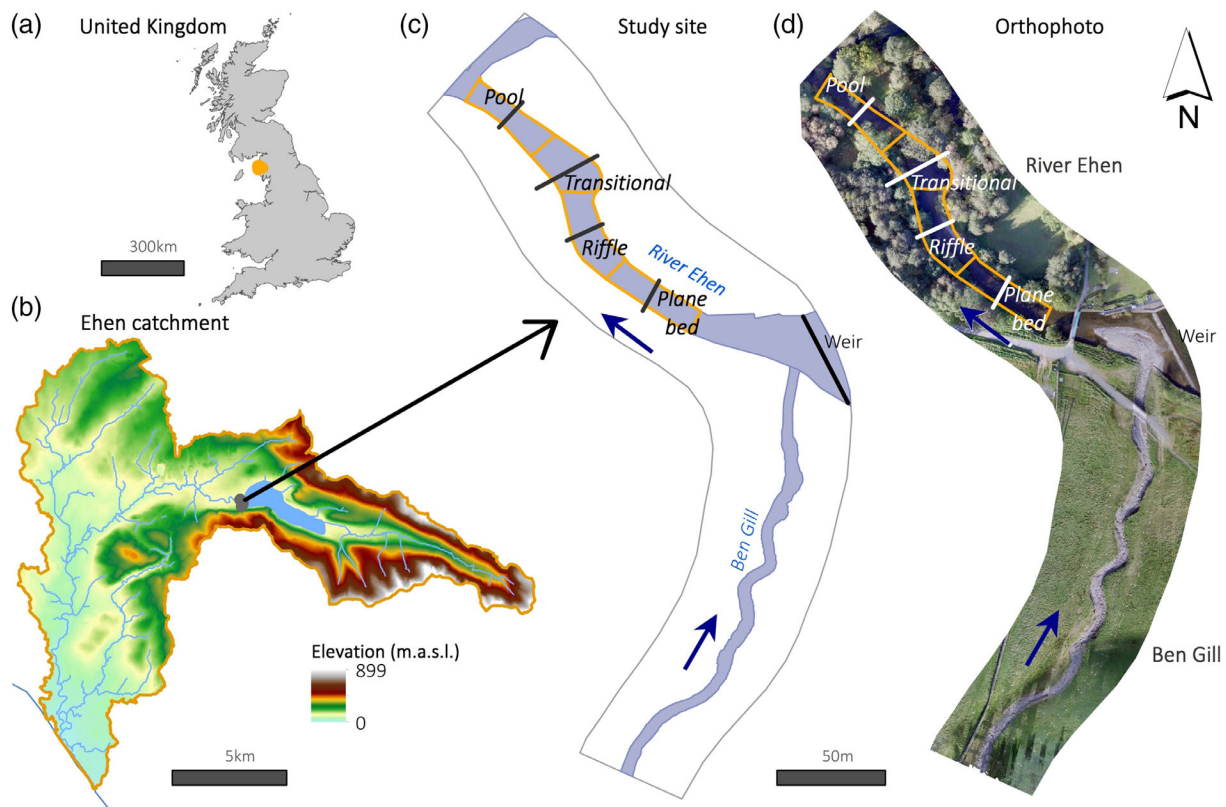 (a)
United Kingdom
300km
(b)
Ehen catchment
Elevation (m.a.s.l.)
899
0
5km
(c)
Study site
Pool
Transitional
Riffle
River Ehen
Plane
bed
Weir
Ben Gill
50m
(d)
Orthophoto
N
Pool
River Ehen
Transitional
Riffle
Plane
bed
Weir
Ben Gill